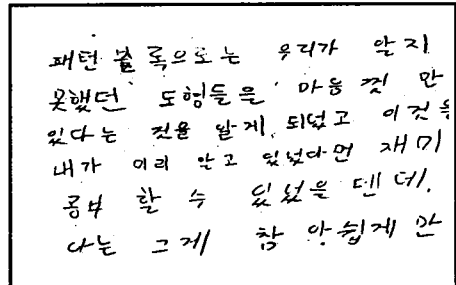 패턴 블록으로는 우리가 알지
못했던 도형들을 마음 껏 만
있다는 것을 알게 되었고 이것을
내가 미리 알고 있었다면 재미
공부 할 수 있었을 텐데.
나는 그게 참 아쉽게 만